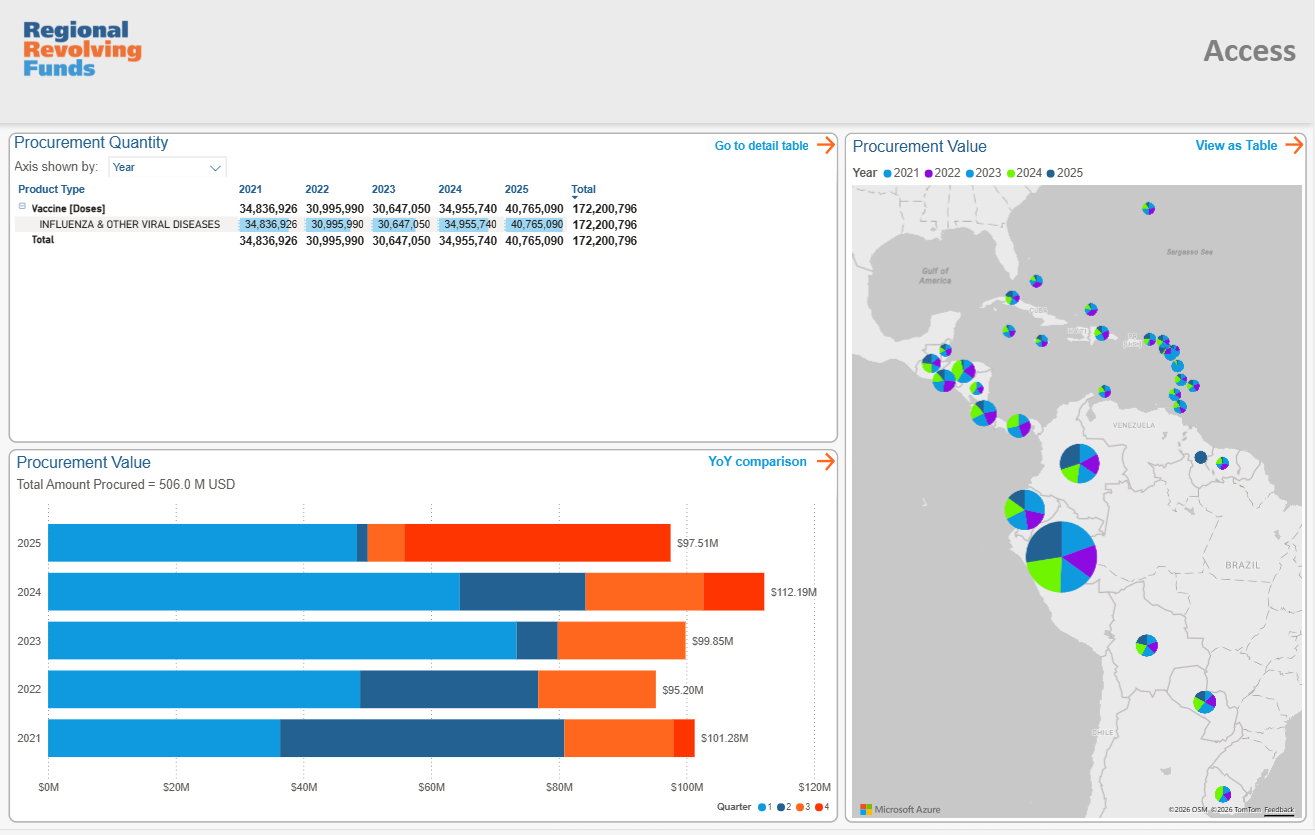 Regional
Revolving
Funds
Access
Procurement Quantity
Go to detail table
Axis shown by: Year
Product Type 2021 2022 2023 2024 2025 Total
Vaccine [Doses] 34,836,926 30,995,990 30,647,050 34,955,740 40,765,090 172,200,796
INFLUENZA & OTHER VIRAL DISEASES 34,836,926 30,995,990 30,647,050 34,955,740 40,765,090 172,200,796
Total 34,836,926 30,995,990 30,647,050 34,955,740 40,765,090 172,200,796
Procurement Value
YoY comparison
Total Amount Procured = 506.0 M USD
2025 $97.51M
2024 $112.19M
2023 $99.85M
2022 $95.20M
2021 $101.28M
$0M $20M $40M $60M $80M $100M $120M
Quarter 1 2 3 4
Procurement Value
View as Table
Year 2021 2022 2023 2024 2025
Sargasso Sea
Gulf of
America
CUBA
VENEZUELA
BRAZIL
CHILE
Microsoft Azure
©2026 OSM, ©2026 TomTom Feedback